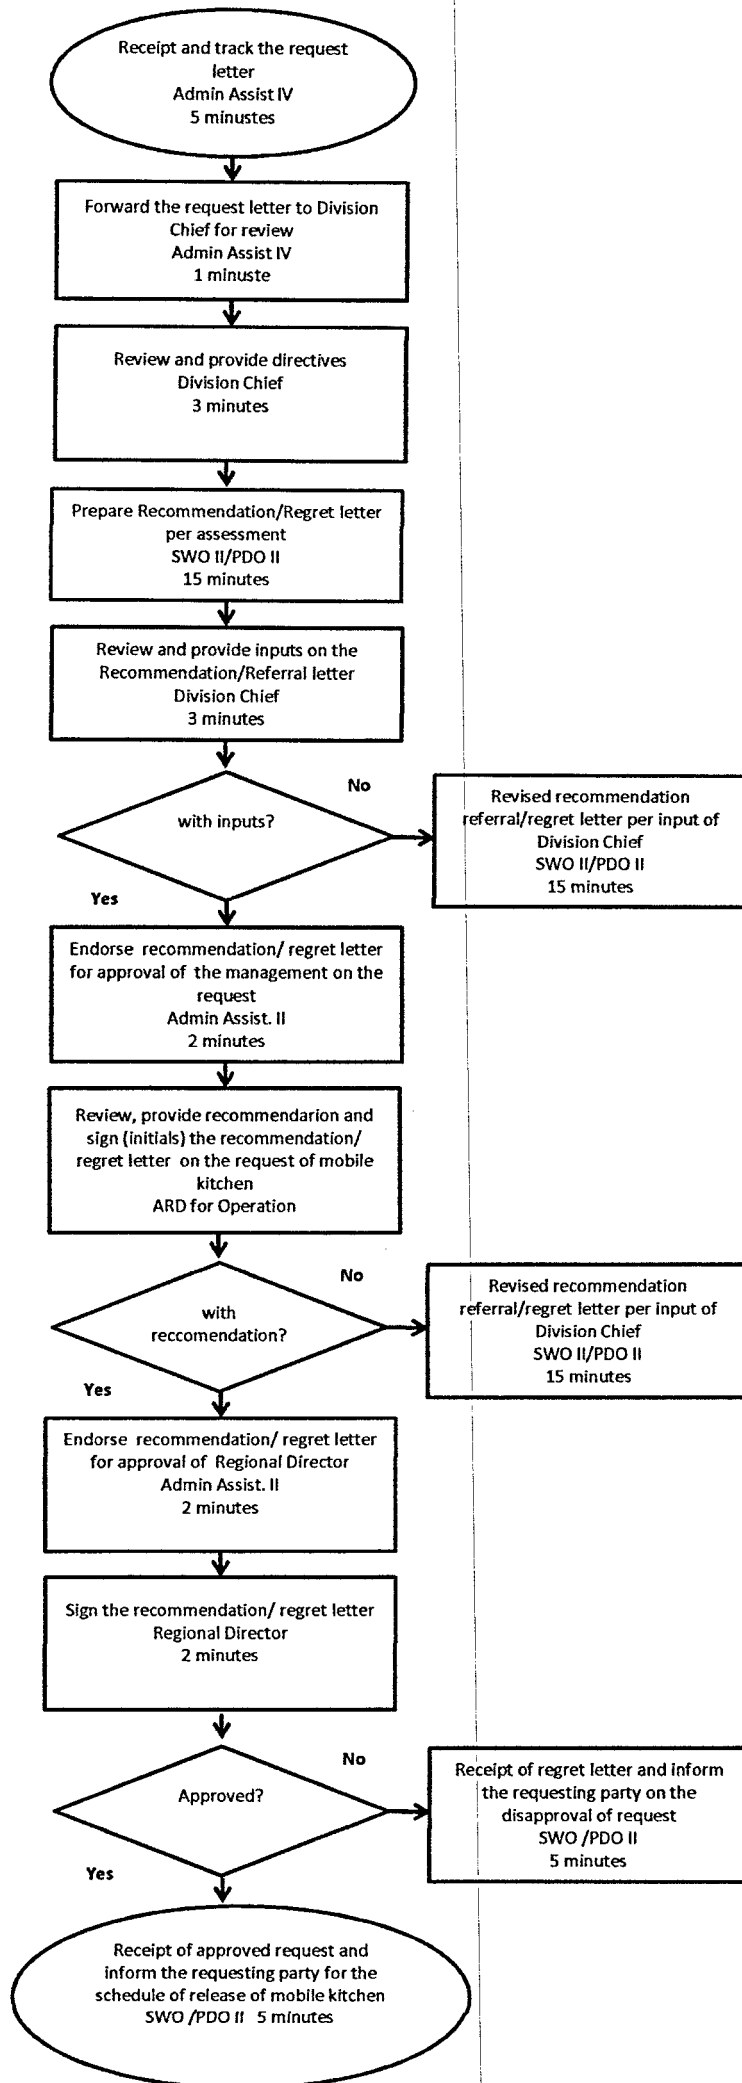 Receipt and track the request
letter
Admin Assist IV
5 minustes
Forward the request letter to Division
Chief for review
Admin Assist IV
1 minuste
Review and provide directives
Division Chief
3 minutes
Prepare Recommendation/Regret letter
per assessment
SWO II/PDO II
15 minutes
Review and provide inputs on the
Recommendation/Referral letter
Division Chief
3 minutes
with inputs?
No
Revised recommendation
referral/regret letter per input of
Division Chief
SWO II/PDO II
15 minutes
Yes
Endorse recommendation/ regret letter
for approval of the management on the
request
Admin Assist. II
2 minutes
Review, provide recommendarion and
sign (initials) the recommendation/
regret letter on the request of mobile
kitchen
ARD for Operation
with
reccomendation?
No
Revised recommendation
referral/regret letter per input of
Division Chief
SWO II/PDO II
15 minutes
Yes
Endorse recommendation/ regret letter
for approval of Regional Director
Admin Assist. II
2 minutes
Sign the recommendation/ regret letter
Regional Director
2 minutes
Approved?
No
Receipt of regret letter and inform
the requesting party on the
disapproval of request
SWO /PDO II
5 minutes
Yes
Receipt of approved request and
inform the requesting party for the
schedule of release of mobile kitchen
SWO /PDO II 5 minutes